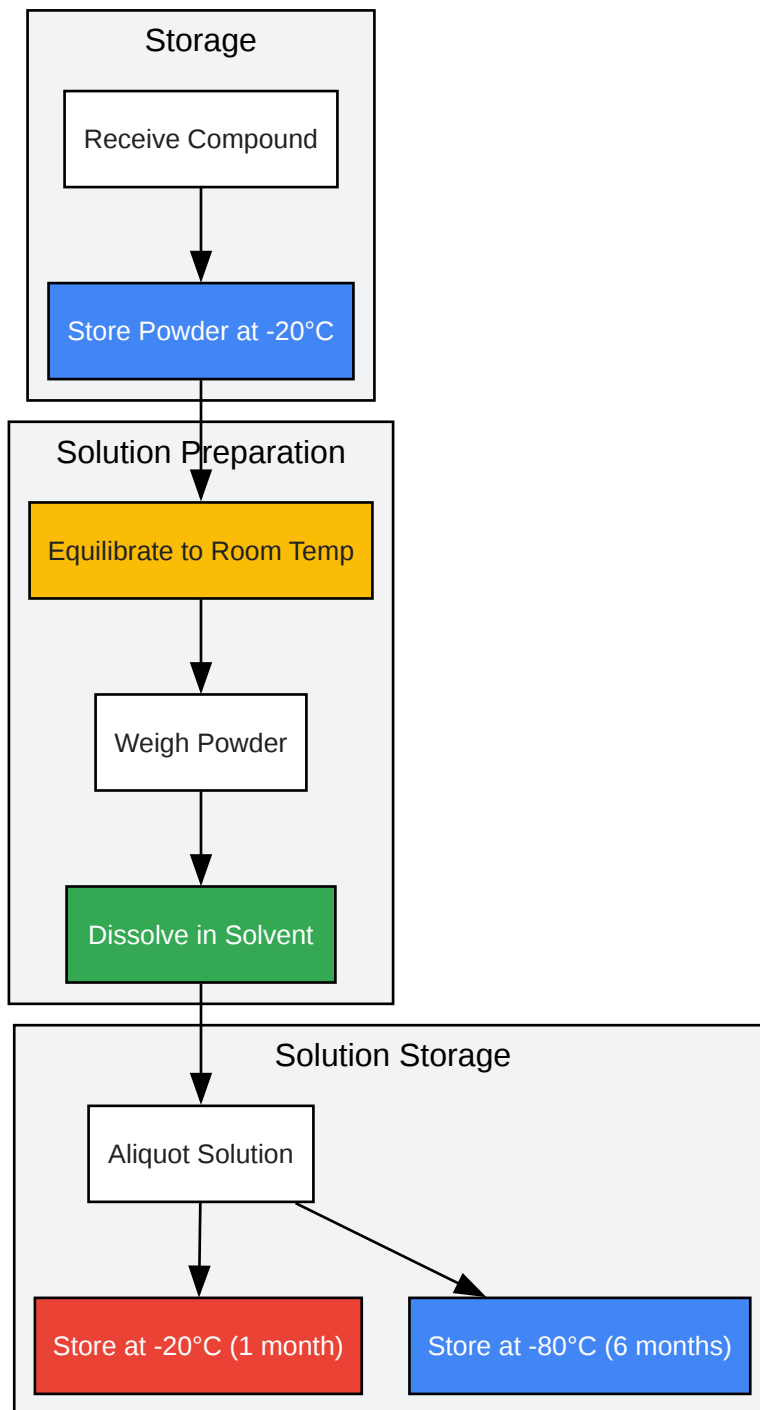 Storage
Receive Compound
Store Powder at -20°C
Solution Preparation
Equilibrate to Room Temp
Weigh Powder
Dissolve in Solvent
Solution Storage
Aliquot Solution
Store at -20°C (1 month)
Store at -80°C (6 months)